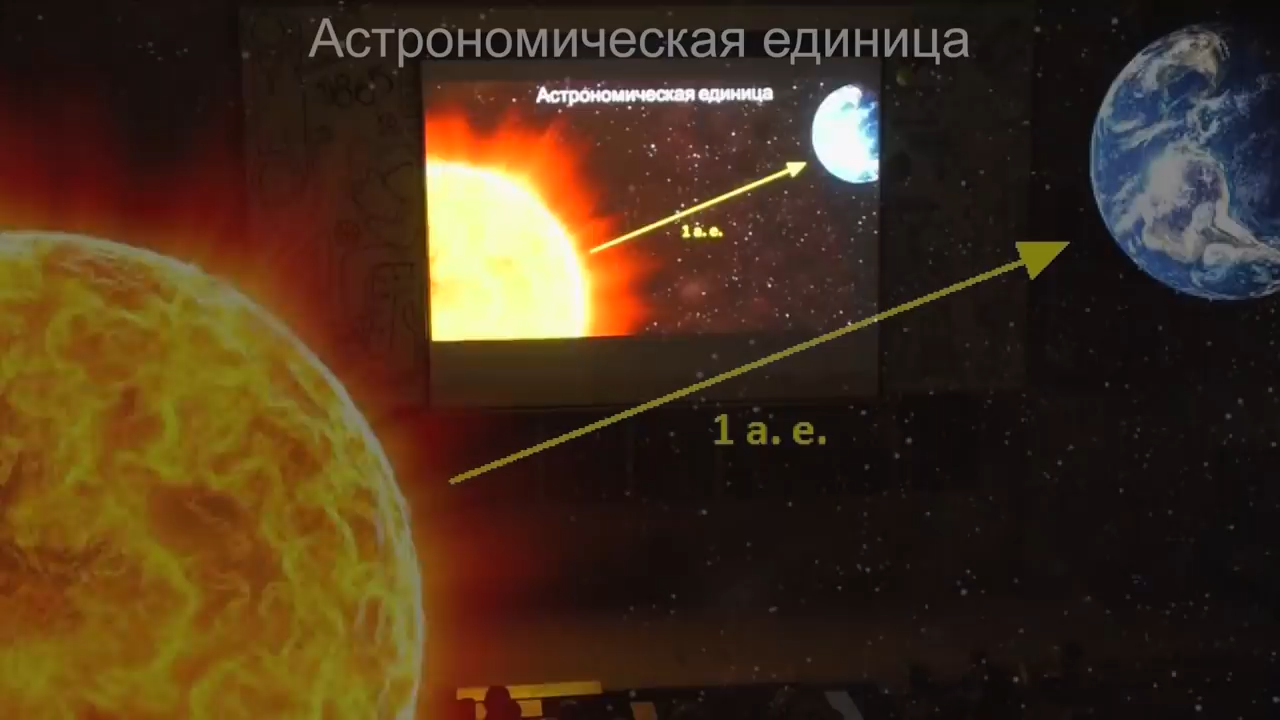 Астрономическая единица
Астрономическая единица
1 а. е.
1 а. е.